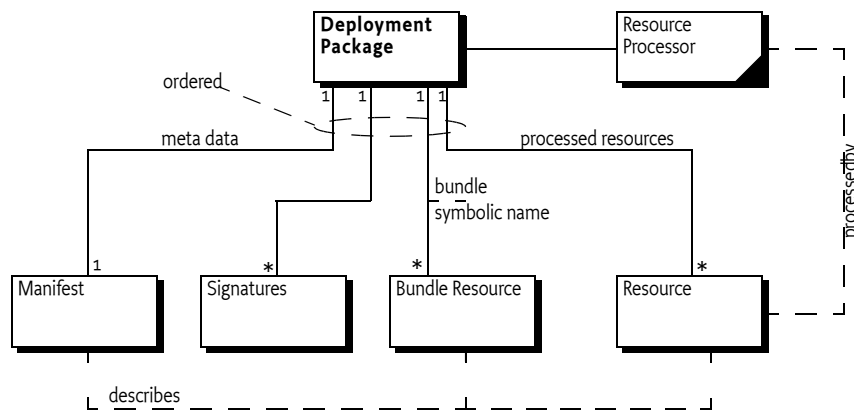 Deployment
Package
Resource
Processor
ordered
1
1
1
1
meta data
processed resources
bundle
symbolic name
processedby
1
*
*
*
Manifest
Signatures
Bundle Resource
Resource
describes